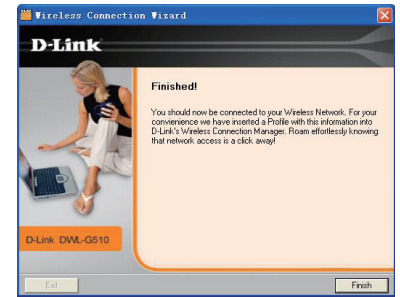 Wireless Connection Wizard
D-Link
Finished!
You should now be connected to your Wireless Network. For your
convenience we have inserted a Profile with this information into
D-Link's Wireless Connection Manager. Roam effortlessly knowing
that network access is a click away!
D-Link DWL-G510
Exit
Finish